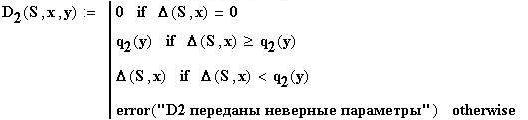 D₂(S,x,y) := 0 if Δ(S,x) = 0
q₂(y) if Δ(S,x) ≥ q₂(y)
Δ(S,x) if Δ(S,x) < q₂(y)
error("D2 переданы неверные параметры") otherwise